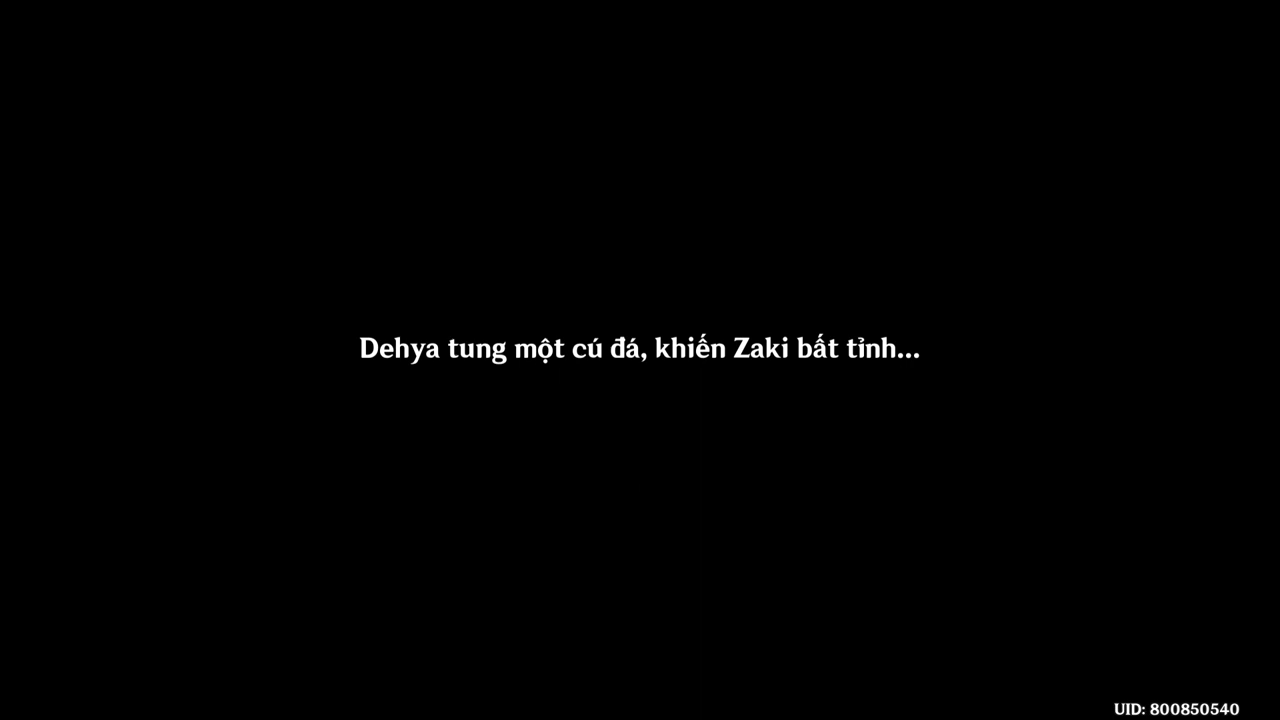 Dehya tung một cú đá, khiến Zaki bất tỉnh...
UID: 800850540